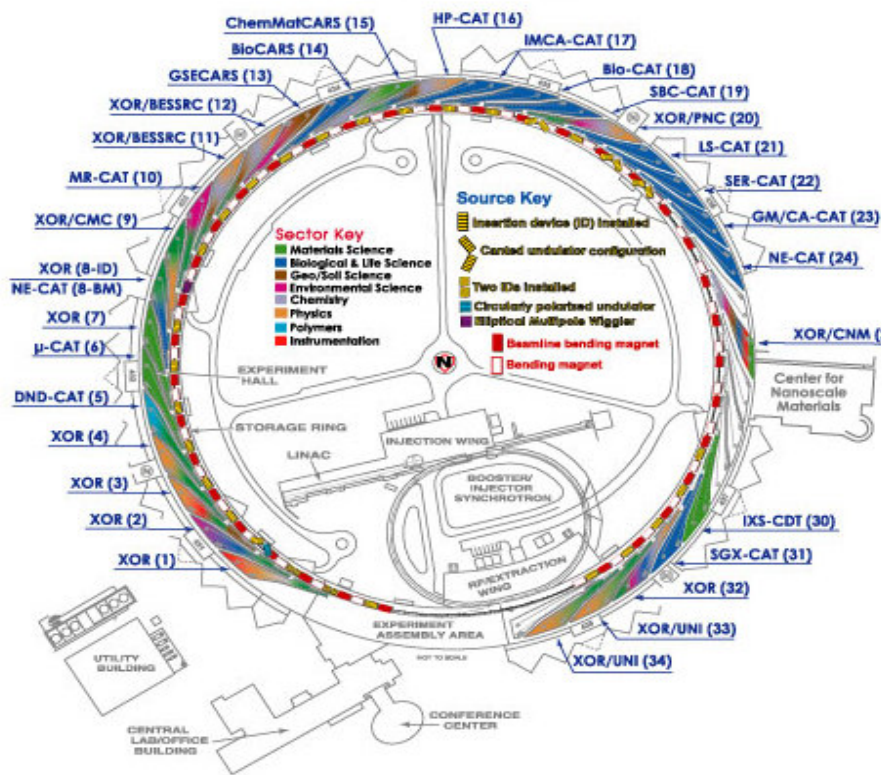 ChemMatCARS (15)
HP-CAT (16)
BioCARS (14)
IMCA-CAT (17)
GSECARS (13)
Bio-CAT (18)
XOR/BESSRC (12)
SBC-CAT (19)
XOR/BESSRC (11)
XOR/PNC (20)
MR-CAT (10)
LS-CAT (21)
XOR/CMC (9)
SER-CAT (22)
XOR (8-ID)
GM/CA-CAT (23)
NE-CAT (8-BM)
NE-CAT (24)
XOR (7)
XOR/CNM (
µ-CAT (6)
DND-CAT (5)
XOR (4)
XOR (3)
XOR (2)
XOR (1)
Sector Key
Materials Science
Biological & Life Science
Geo/Soil Science
Environmental Science
Chemistry
Physics
Polymers
Instrumentation
Source Key
Insertion device (ID) installed
Canted undulator configuration
Two IDs installed
Circularly polarized undulator
Elliptical Multipole Wiggler
Beamline bending magnet
Bending magnet
N
EXPERIMENT
HALL
STORAGE RING
LINAC
INJECTION WING
BOOSTER/
INJECTOR
SYNCHROTRON
RF/EXTRACTION
WING
Center for
Nanoscale
Materials
IXS-CDT (30)
SGX-CAT (31)
XOR (32)
XOR/UNI (33)
XOR/UNI (34)
EXPERIMENT
ASSEMBLY AREA
NOT TO SCALE
UTILITY
BUILDING
CENTRAL
LAB/OFFICE
BUILDING
CONFERENCE
CENTER